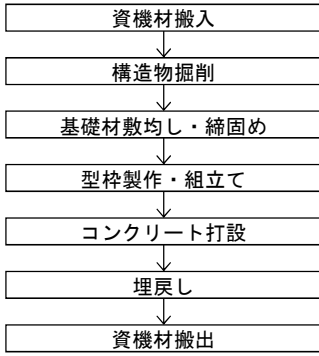 資機材搬入
構造物掘削
基礎材敷均し・締固め
型枠製作・組立て
コンクリート打設
埋戻し
資機材搬出